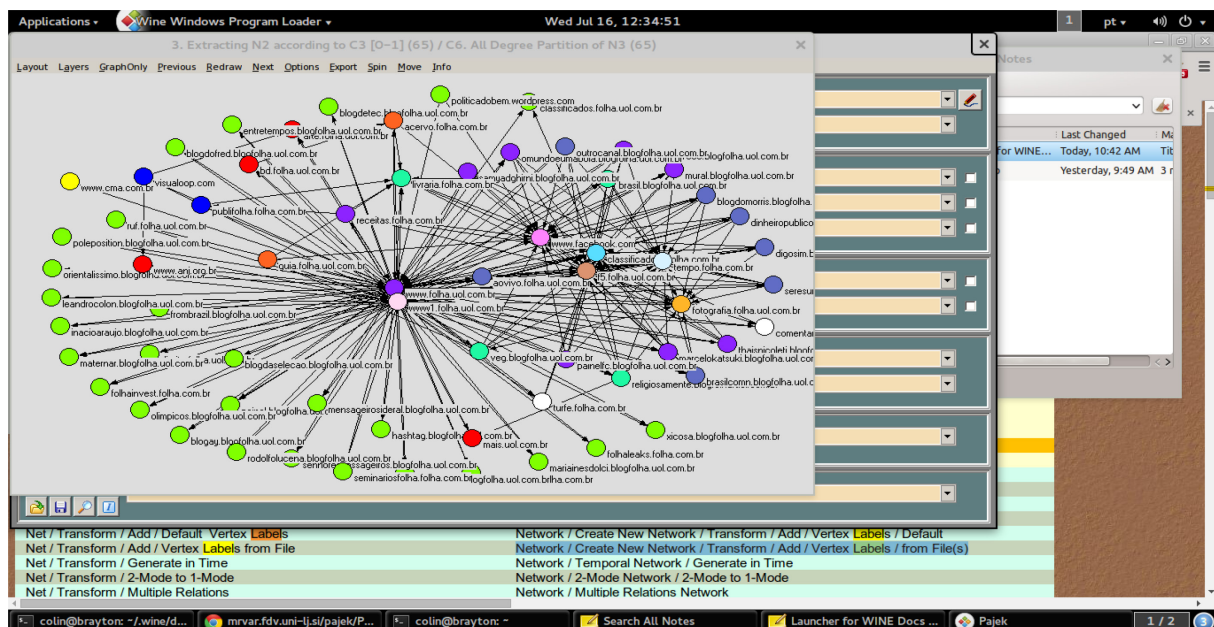 Applications
Wine Windows Program Loader
Wed Jul 16, 12:34:51
1
pt
3. Extracting N2 according to C3 [0-1] (65) / C6. All Degree Partition of N3 (65)
Notes
Layout Layers GraphOnly Previous Redraw Next Options Export Spin Move Info
politicadobem.wordpress.com
classificados.folha.uol.com.br
acervo.folha.com.br
entretempos.blogfolha.uol.com.br
outrocanal.blogfolha.uol.com.br
Last Changed
for WINE... Today, 10:42 AM Tit
Yesterday, 9:49 AM 3
bd.folha.uol.com.br
livraria.folha.com.br
brasil.blogfolha.uol.com.br
mural.blogfolha.uol.com.br
visualoop.com
www.cma.com.br
blogdomorris.blogfolha.
publifolha.folha.com.br
receitas.folha.com.br
dinheiropublico
ruf.folha.uol.com.br
poleposition.blogfolha.uol.com.br
www.facebook.com
digosim.b
www.anj.org.br
guia.folha.uol.com.br
tempo.folha.com.br
f5.folha.uol.com.br
aovivo.folha.uol.com.br
seresu
www.folha.uol.com.br
www1.folha.uol.com.br
leandrocolon.blogfolha.uol.com.br
frombrazil.blogfolha.uol.com.br
fotografia.folha.uol.com.br
inacioaraujo.blogfolha.uol.com.br
comentar
maternar.blogfolha.uol.com.br
blogdaselecao.blogfolha.uol.com.br
veg.blogfolha.uol.com.br
marcelokatsuki.blogfolha.uol.cor
folhainvest.folha.com.br
brasilcomn.blogfolha.uol.c
olimpicos.blogfolha.uol.com.br
mensageirosideral.blogfolha.uol.com.br
turfe.folha.com.br
blogay.blogfolha.uol.com.br
mais.uol.com.br
xicosa.blogfolha.uol.com.br
rodolfolucena.blogfolha.uol.com.br
folhaleaks.folha.com.br
mariainesdolci.blogfolha.uol.com.br
seminariosfolha.folha.com.br
Net / Transform / Add / Default Vertex Labels Network / Create New Network / Transform / Add / Vertex Labels / Default
Net / Transform / Add / Vertex Labels from File Network / Create New Network / Transform / Add / Vertex Labels / from File(s)
Net / Transform / Generate in Time Network / Temporal Network / Generate in Time
Net / Transform / 2-Mode to 1-Mode Network / 2-Mode Network / 2-Mode to 1-Mode
Net / Transform / Multiple Relations Network / Multiple Relations Network
colin@brayton: ~/.wine/d... mrvar.fdv.uni-lj.si/pajek/P... colin@brayton: ~ Search All Notes Launcher for WINE Docs ... Pajek 1 / 2 3